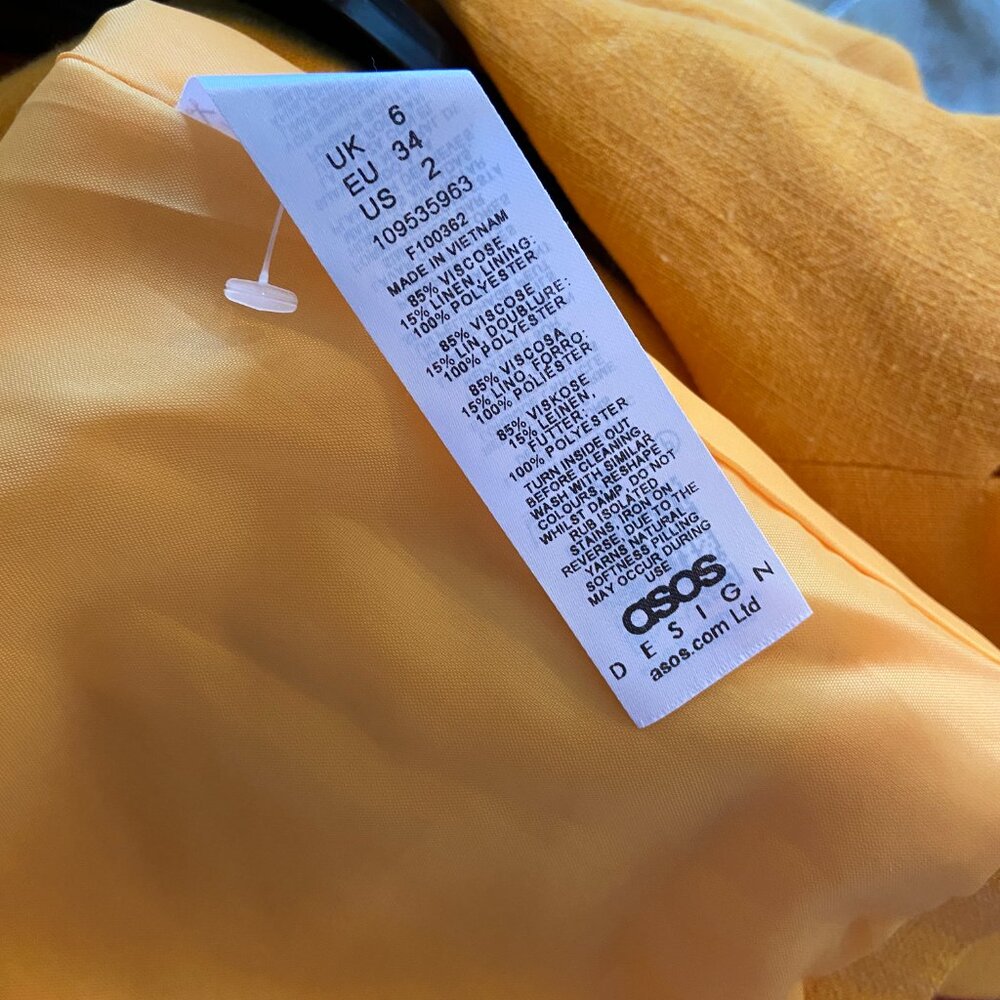 UK 6
EU 34
US 2
109535963
F100362
MADE IN VIETNAM
85% VISCOSE
15% LINEN, LINING:
100% POLYESTER
85% VISCOSE
15% LIN, DOUBLURE:
100% POLYESTER
85% VISCOSA
15% LINO, FORRO:
100% POLIÉSTER
85% VISKOSE
15% LEINEN,
FUTTER:
100% POLYESTER
TURN INSIDE OUT
BEFORE CLEANING,
WASH WITH SIMILAR
COLOURS, RESHAPE
WHILST DAMP, DO NOT
RUB ISOLATED
STAINS, IRON ON
REVERSE, DUE TO THE
YARNS NATURAL
SOFTNESS PILLING
MAY OCCUR DURING
USE
asos
DESIGN
asos.com Ltd